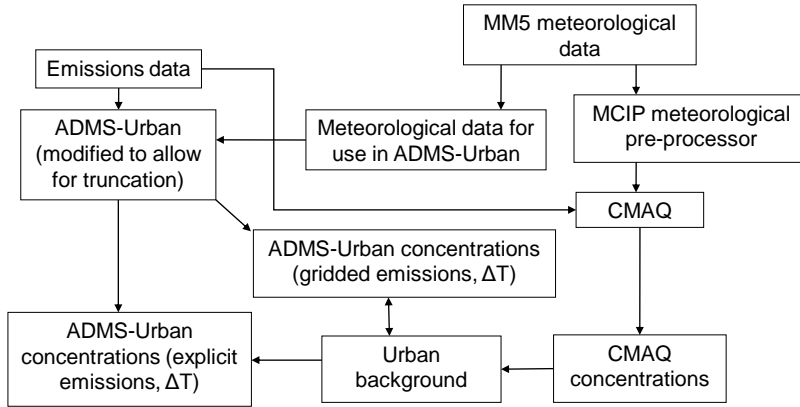 MM5 meteorological
data
Emissions data
ADMS-Urban
(modified to allow
for truncation)
Meteorological data for
use in ADMS-Urban
MCIP meteorological
pre-processor
CMAQ
ADMS-Urban concentrations
(gridded emissions, ΔT)
ADMS-Urban
concentrations (explicit
emissions, ΔT)
Urban
background
CMAQ
concentrations